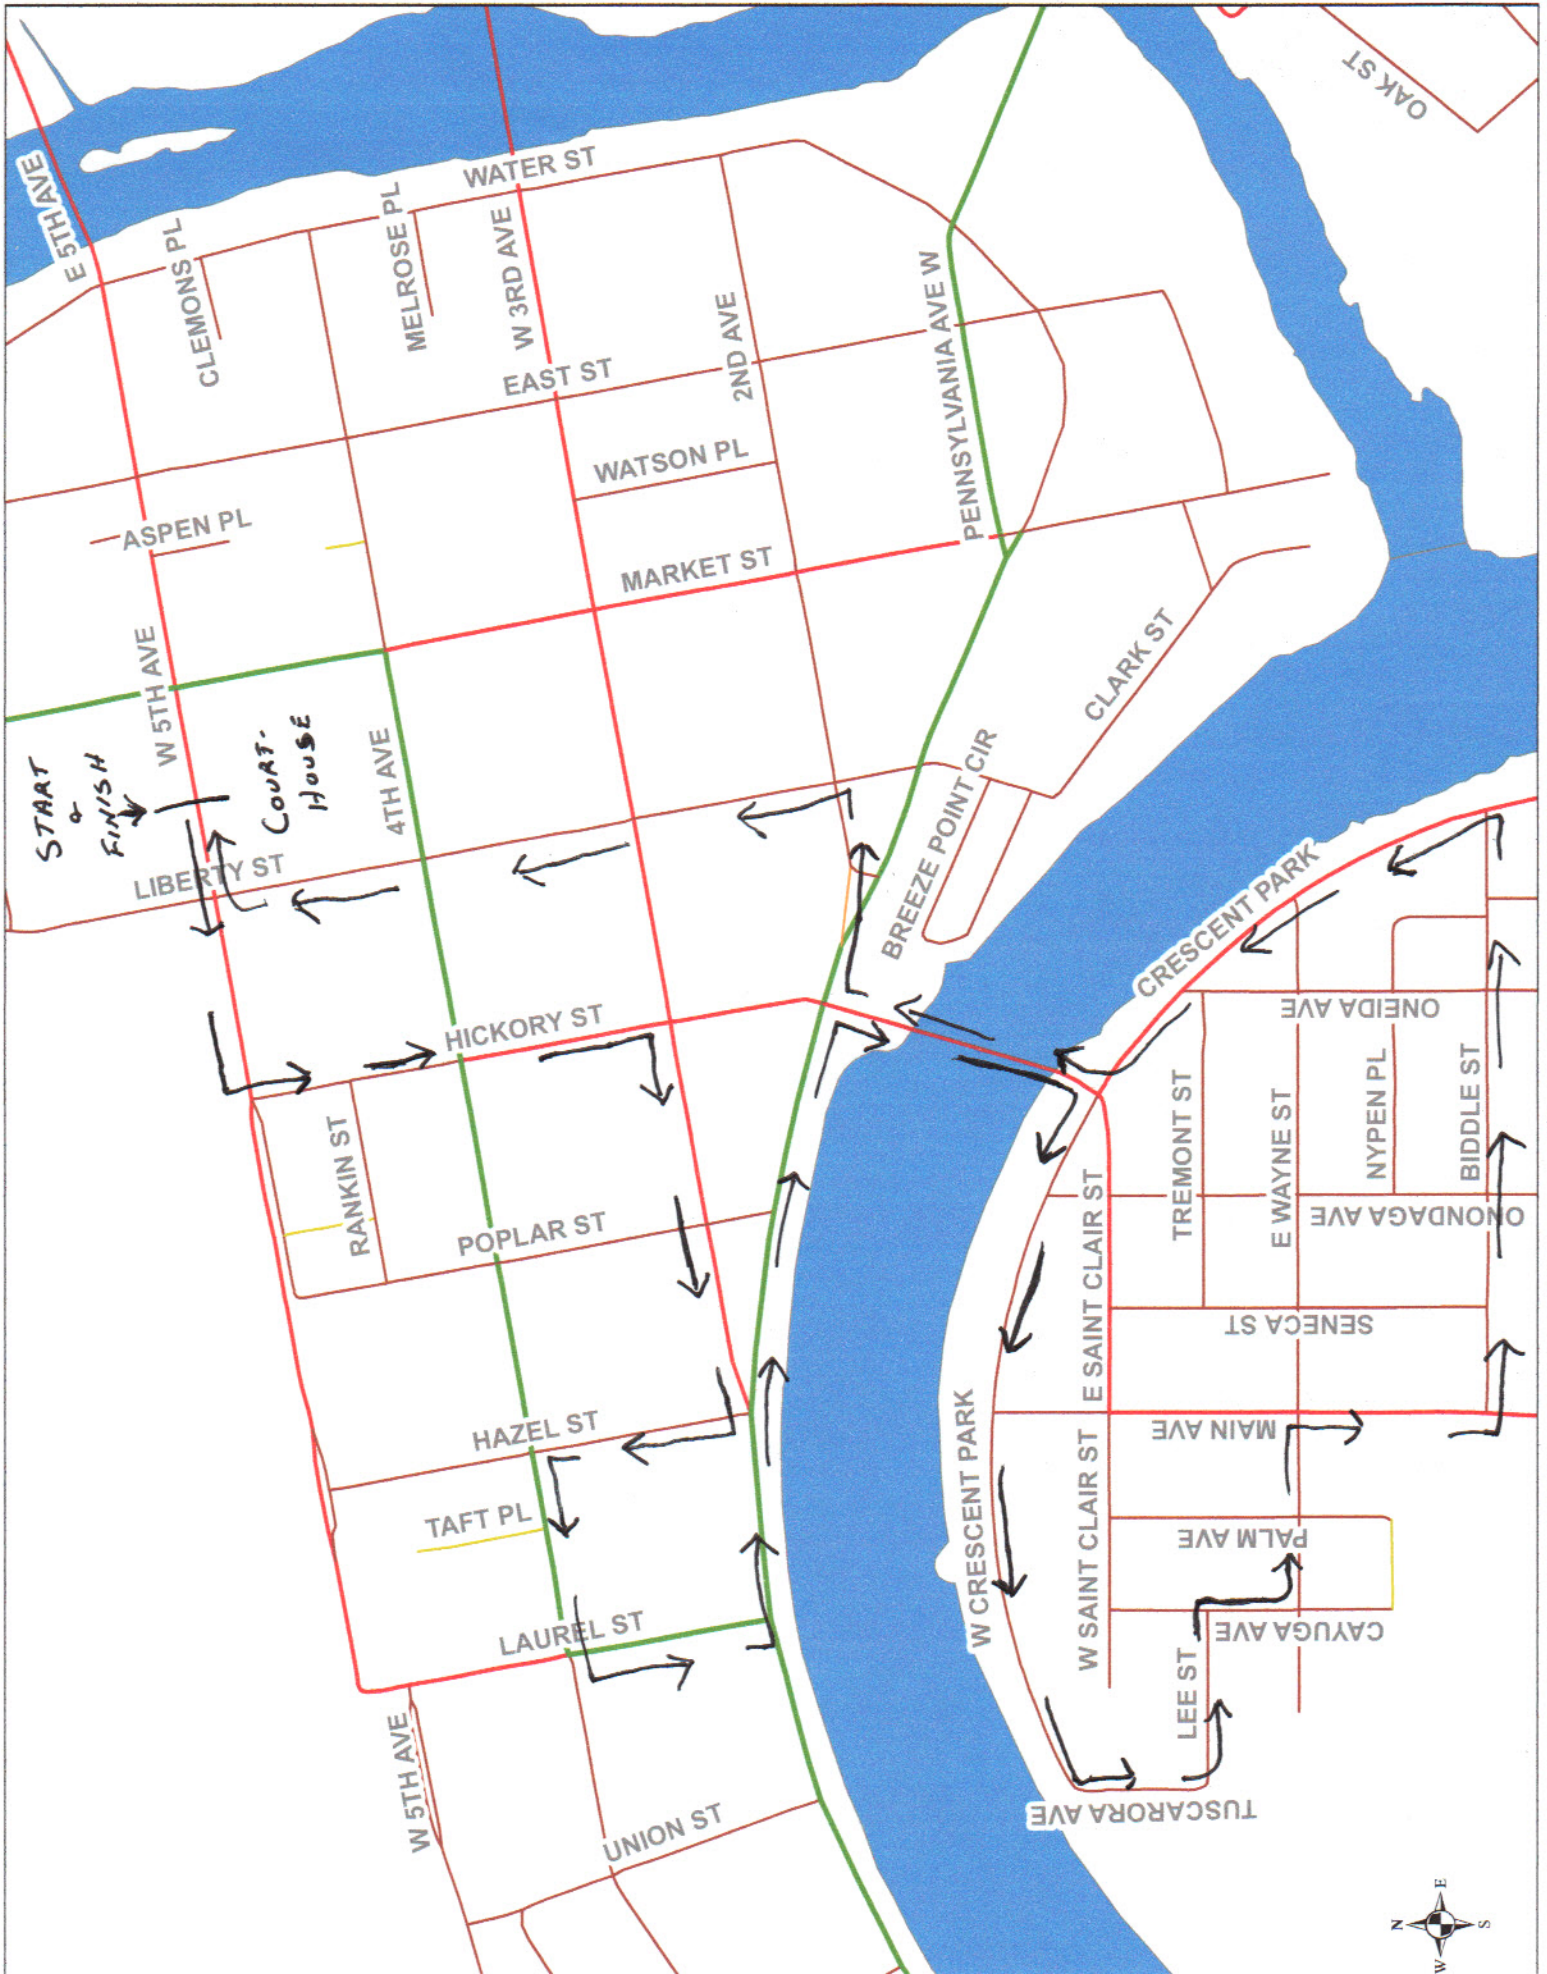 OAK ST
E 5TH AVE
WATER ST
CLEMONS PL
MELROSE PL
W 3RD AVE
2ND AVE
EAST ST
PENNSYLVANIA AVE W
WATSON PL
ASPEN PL
MARKET ST
W 5TH AVE
START
&
FINISH
COURT-
HOUSE
4TH AVE
CLARK ST
BREEZE POINT CIR
LIBERTY ST
CRESCENT PARK
HICKORY ST
ONEIDA AVE
RANKIN ST
POPLAR ST
E SAINT CLAIR ST
TREMONT ST
E WAYNE ST
NYPEN PL
BIDDLE ST
ONONDAGA AVE
SENECA ST
HAZEL ST
MAIN AVE
TAFT PL
W CRESCENT PARK
W SAINT CLAIR ST
PALM AVE
LAUREL ST
CAYUGA AVE
LEE ST
W 5TH AVE
UNION ST
TUSCARORA AVE
N
E
S
W